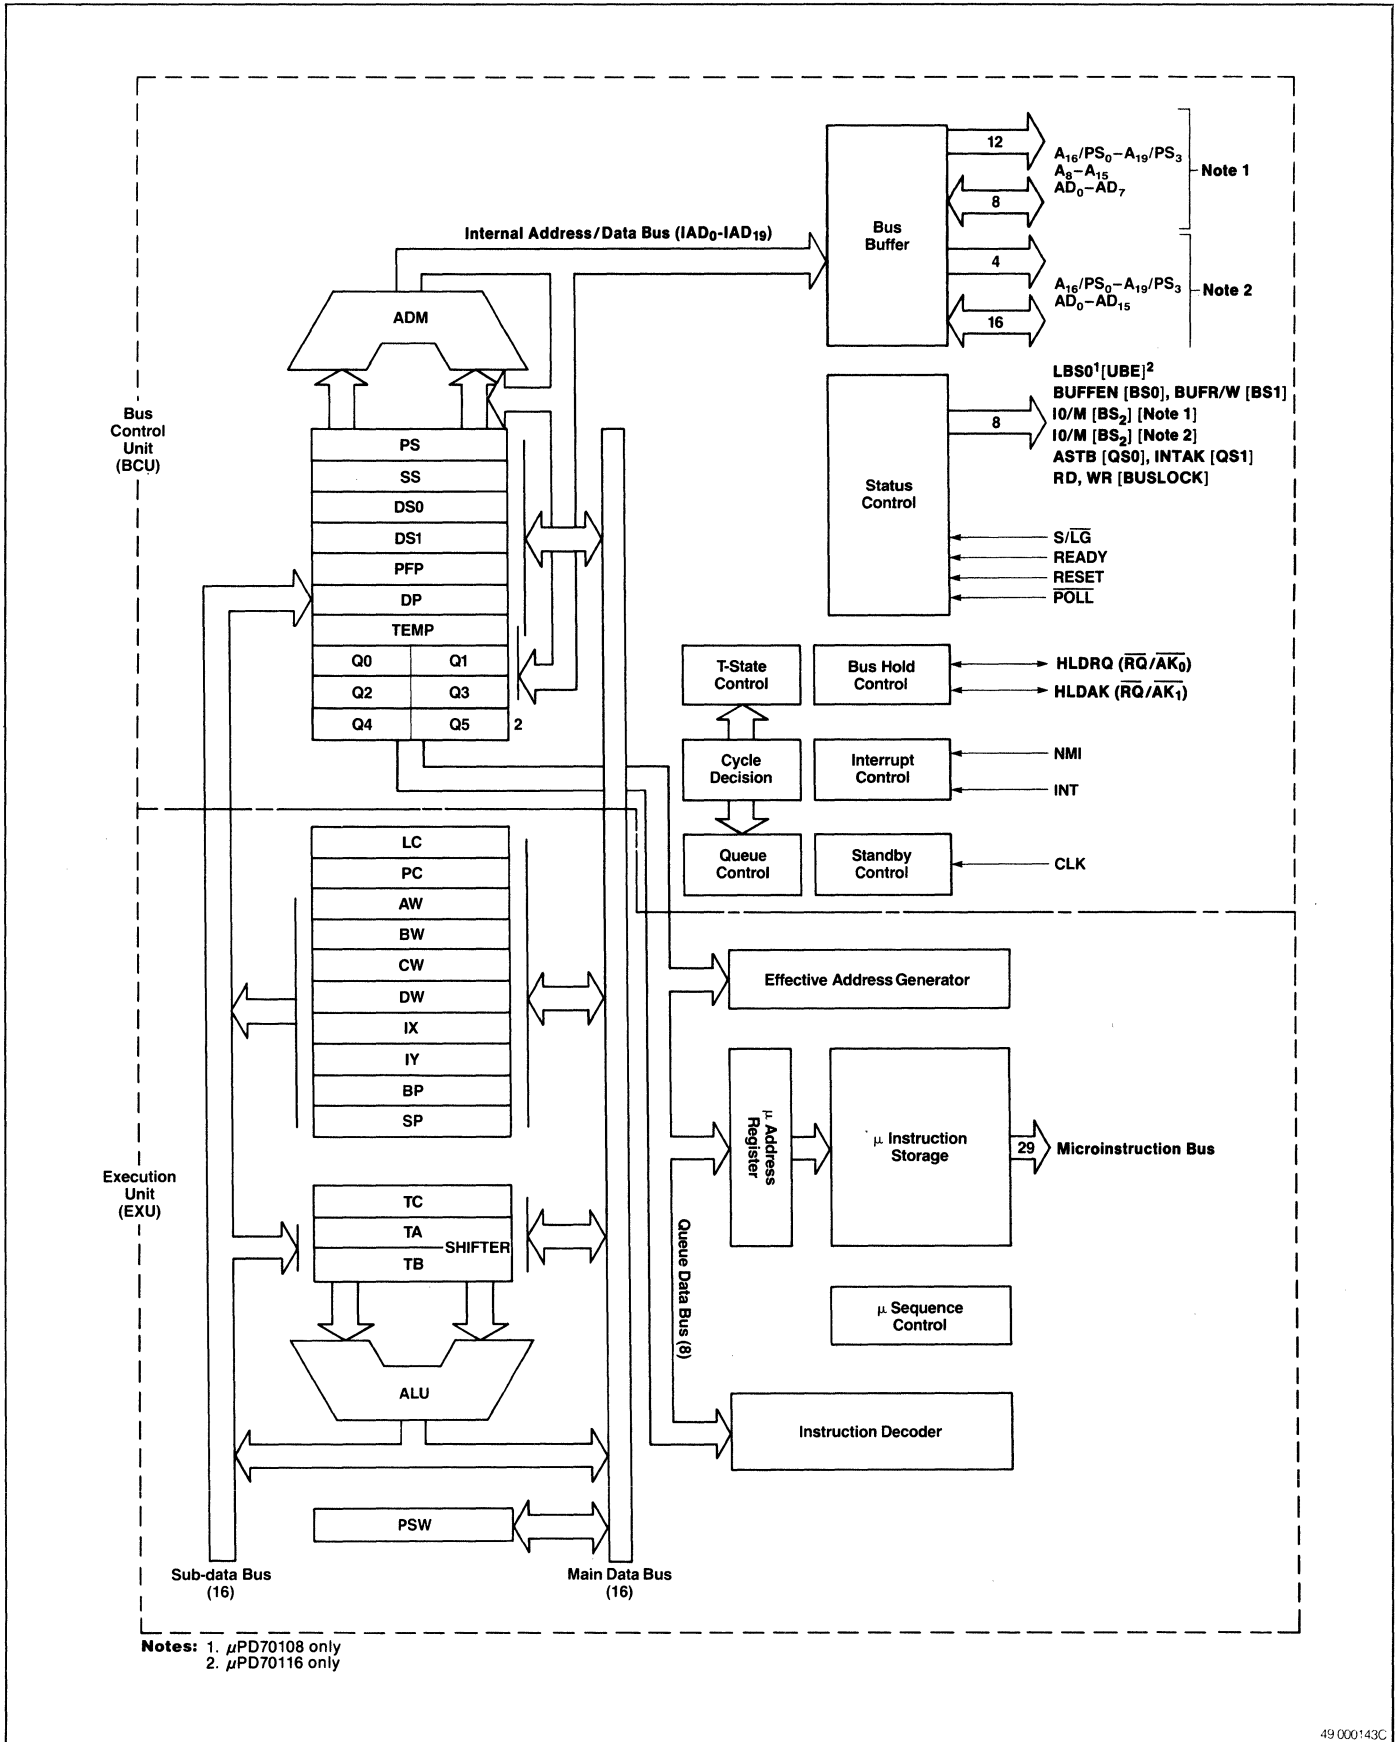 12
A16/PS0–A19/PS3
A8–A15
AD0–AD7
Note 1
8
Bus
Buffer
Internal Address/Data Bus (IAD0-IAD19)
4
A16/PS0–A19/PS3
AD0–AD15
Note 2
16
ADM
LBS0¹[UBE]²
BUFFEN [BS0], BUFR/W [BS1]
I0/M [BS2] [Note 1]
I0/M [BS2] [Note 2]
ASTB [QS0], INTAK [QS1]
RD, WR [BUSLOCK]
8
Status
Control
S/LG
READY
RESET
POLL
Bus
Control
Unit
(BCU)
PS
SS
DS0
DS1
PFP
DP
TEMP
Q0 Q1
Q2 Q3
Q4 Q5 2
T-State
Control
Bus Hold
Control
HLDRQ (RQ/AK0)
HLDAK (RQ/AK1)
Cycle
Decision
Interrupt
Control
NMI
INT
Queue
Control
Standby
Control
CLK
LC
PC
AW
BW
CW
DW
IX
IY
BP
SP
Effective Address Generator
μ Address
Register
μ Instruction
Storage
29
Microinstruction Bus
Execution
Unit
(EXU)
TC
TA
SHIFTER
TB
Queue Data Bus (8)
μ Sequence
Control
ALU
Instruction Decoder
PSW
Sub-data Bus
(16)
Main Data Bus
(16)
Notes: 1. μPD70108 only
2. μPD70116 only
49 000143C